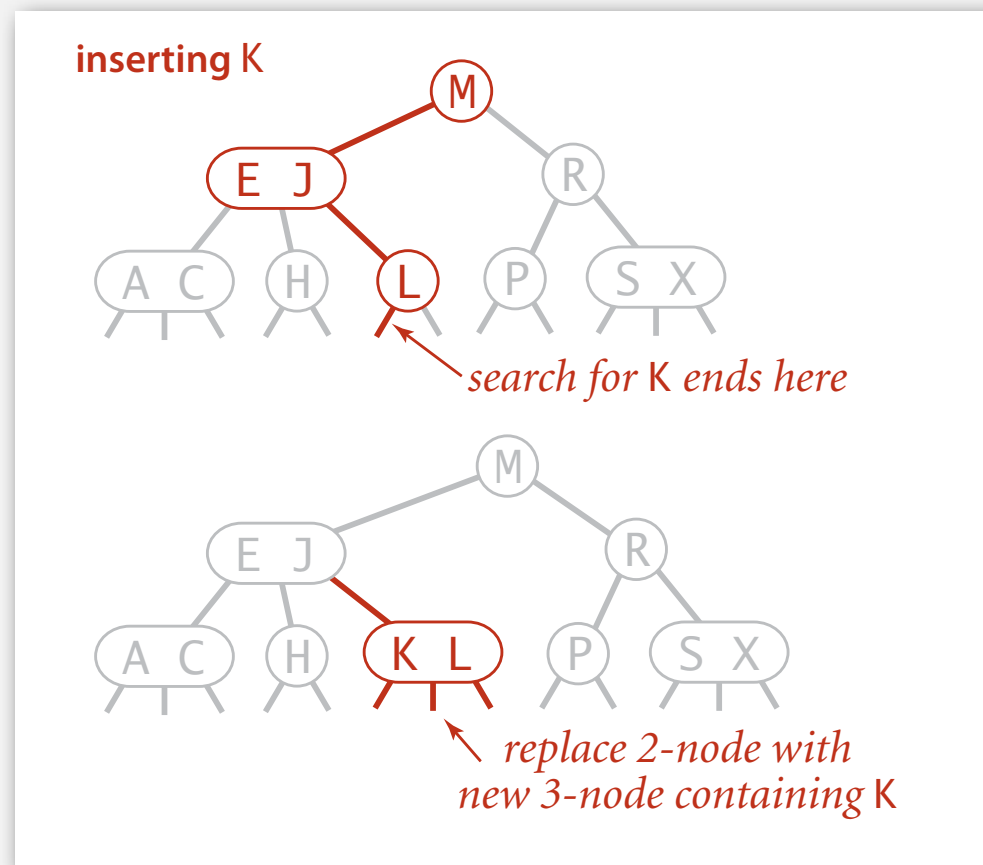 inserting K
M
E J
R
A C
H
L
P
S X
search for K ends here
M
E J
R
A C
H
K L
P
S X
replace 2-node with
new 3-node containing K